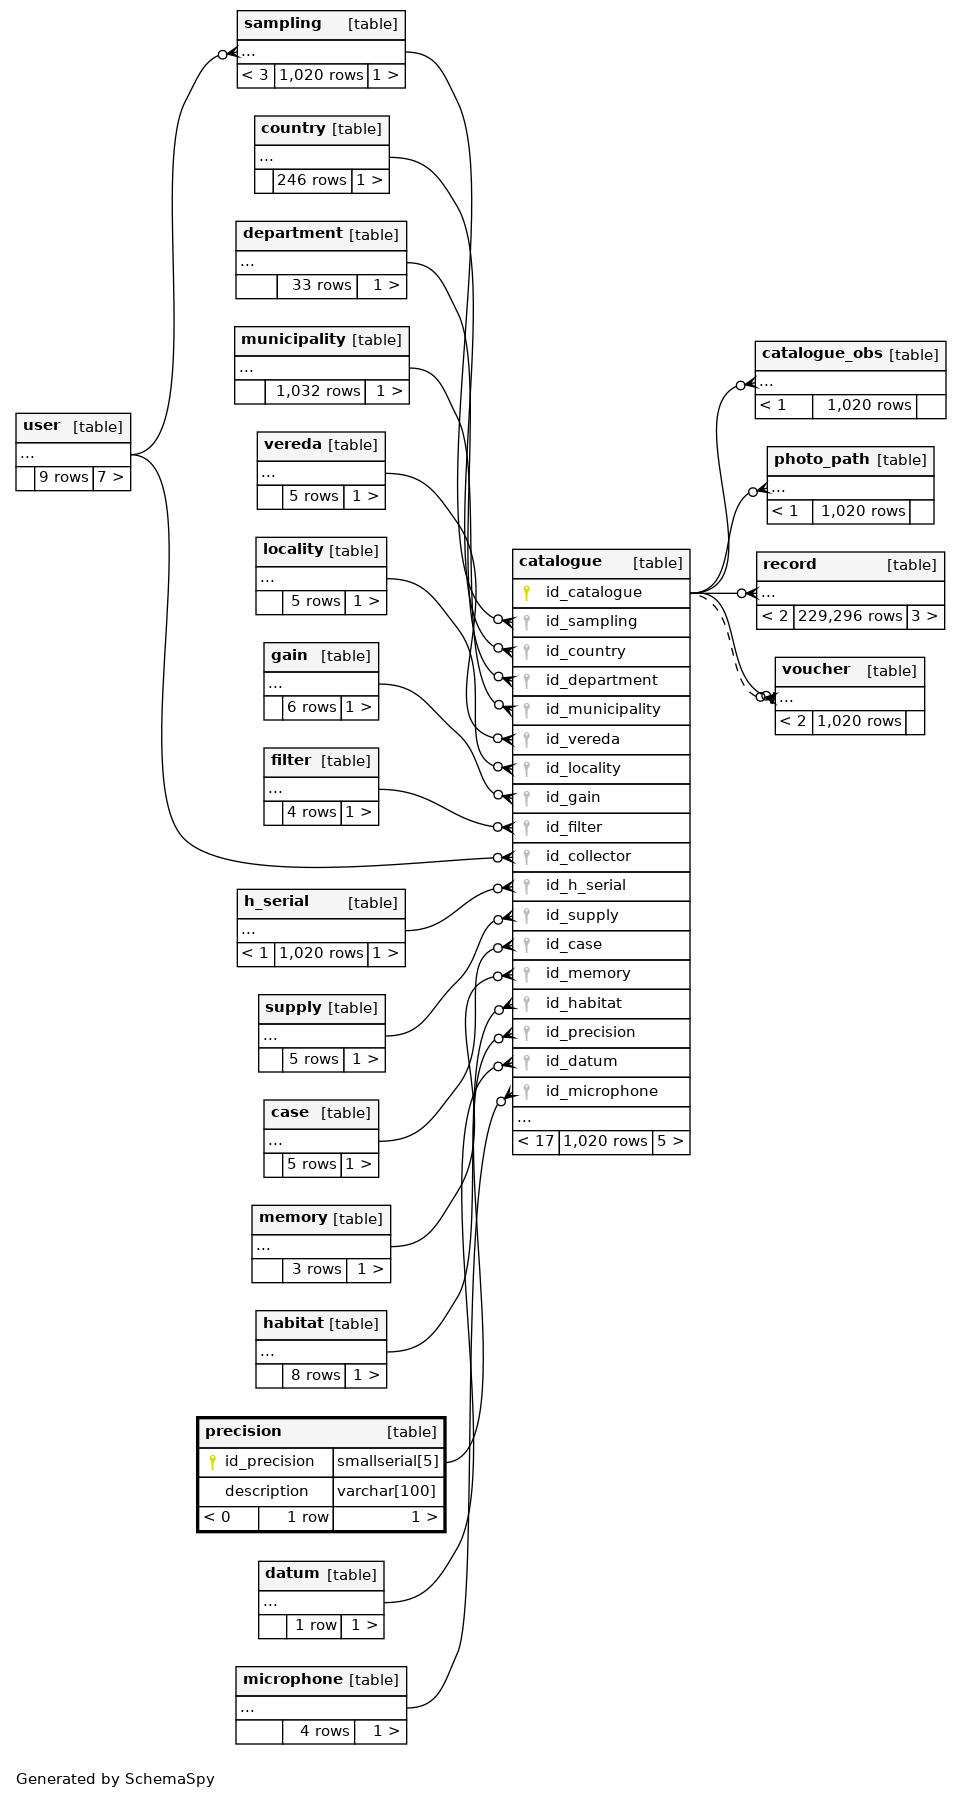 sampling [table]
...
< 3 1,020 rows 1 >
country [table]
...
246 rows 1 >
department [table]
...
33 rows 1 >
municipality [table]
...
1,032 rows 1 >
user [table]
...
9 rows 7 >
vereda [table]
...
5 rows 1 >
locality [table]
...
5 rows 1 >
gain [table]
...
6 rows 1 >
filter [table]
...
4 rows 1 >
h_serial [table]
...
< 1 1,020 rows 1 >
supply [table]
...
5 rows 1 >
case [table]
...
5 rows 1 >
memory [table]
...
3 rows 1 >
habitat [table]
...
8 rows 1 >
precision [table]
id_precision smallserial[5]
description varchar[100]
< 0 1 row 1 >
datum [table]
...
1 row 1 >
microphone [table]
...
4 rows 1 >
catalogue [table]
id_catalogue
id_sampling
id_country
id_department
id_municipality
id_vereda
id_locality
id_gain
id_filter
id_collector
id_h_serial
id_supply
id_case
id_memory
id_habitat
id_precision
id_datum
id_microphone
...
< 17 1,020 rows 5 >
catalogue_obs [table]
...
< 1 1,020 rows
photo_path [table]
...
< 1 1,020 rows
record [table]
...
< 2 229,296 rows 3 >
voucher [table]
...
< 2 1,020 rows
Generated by SchemaSpy